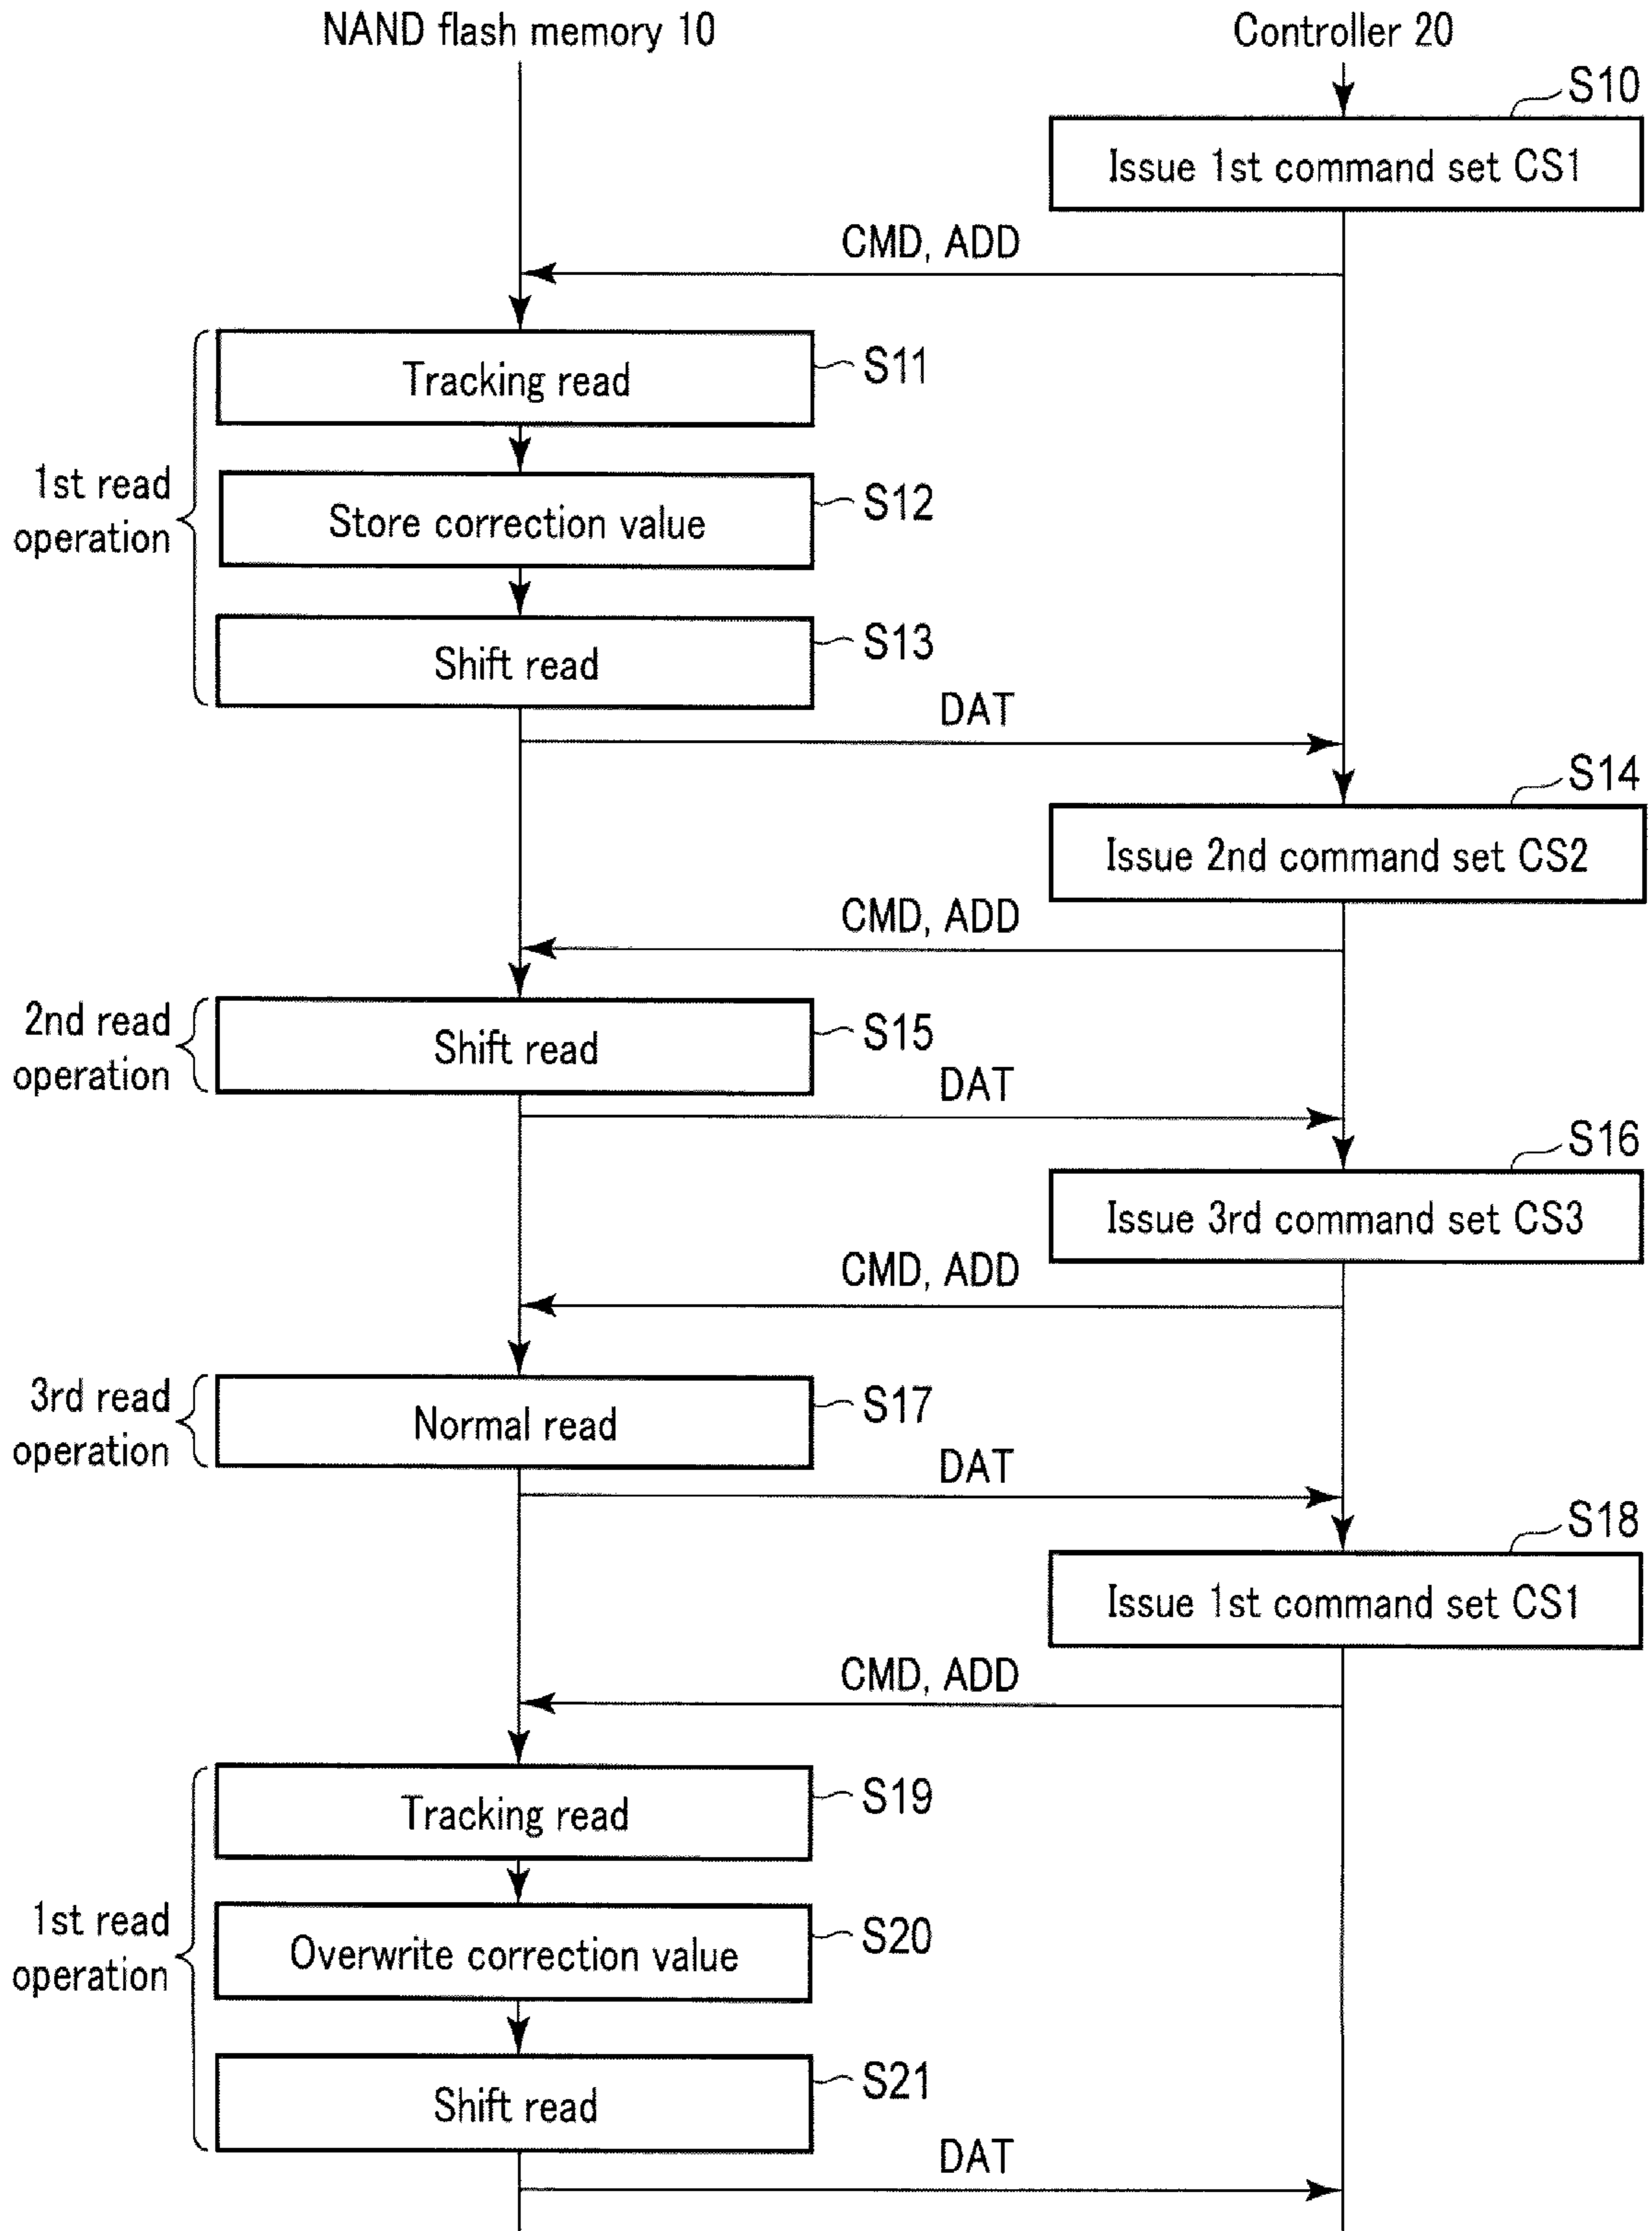 NAND flash memory 10
Controller 20
S10
Issue 1st command set CS1
CMD, ADD
Tracking read
S11
1st read
operation
Store correction value
S12
Shift read
S13
DAT
S14
Issue 2nd command set CS2
CMD, ADD
2nd read
operation
Shift read
S15
DAT
S16
Issue 3rd command set CS3
CMD, ADD
3rd read
operation
Normal read
S17
DAT
S18
Issue 1st command set CS1
CMD, ADD
Tracking read
S19
1st read
operation
Overwrite correction value
S20
Shift read
S21
DAT